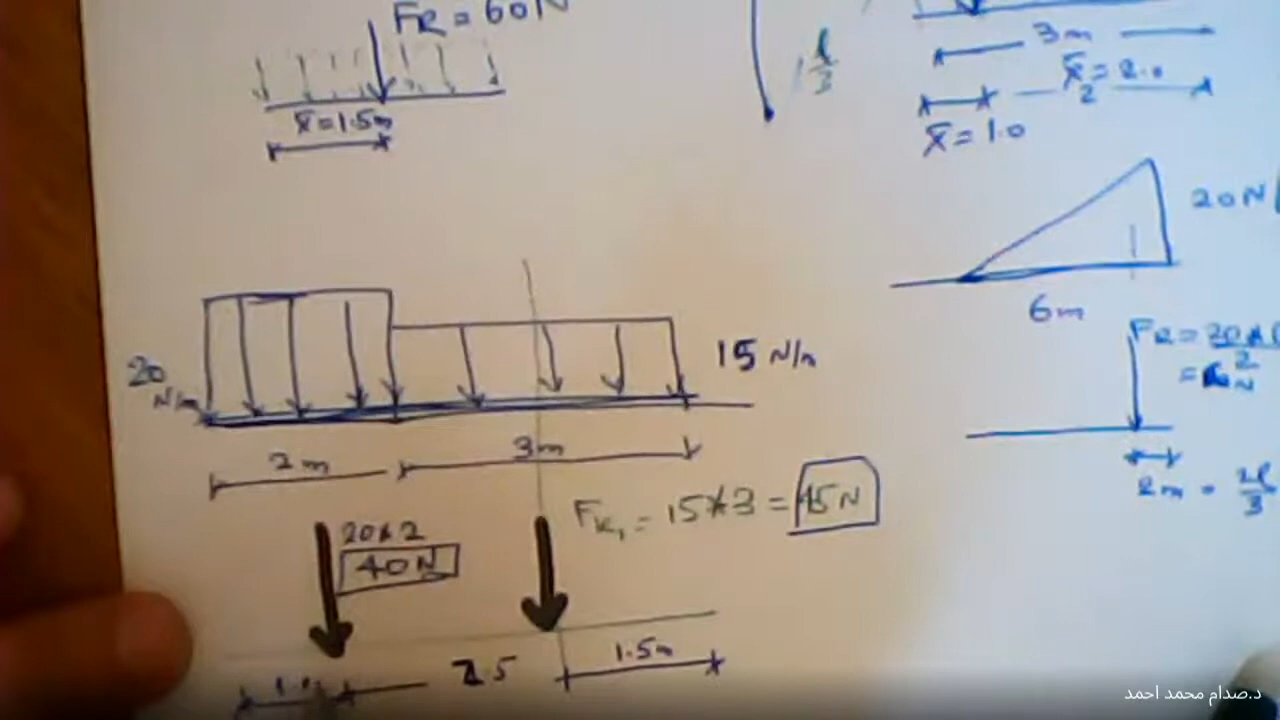 FR = 60N
x̄=1.5m
3m
x̄= 2.0
2
x̄= 1.0
20N
6m
20
N/m
15 N/m
2m
3m
FR1 = 15*3 = 45N
20*2
40N
2.5
1.5m
2m =
د.صدام محمد احمد